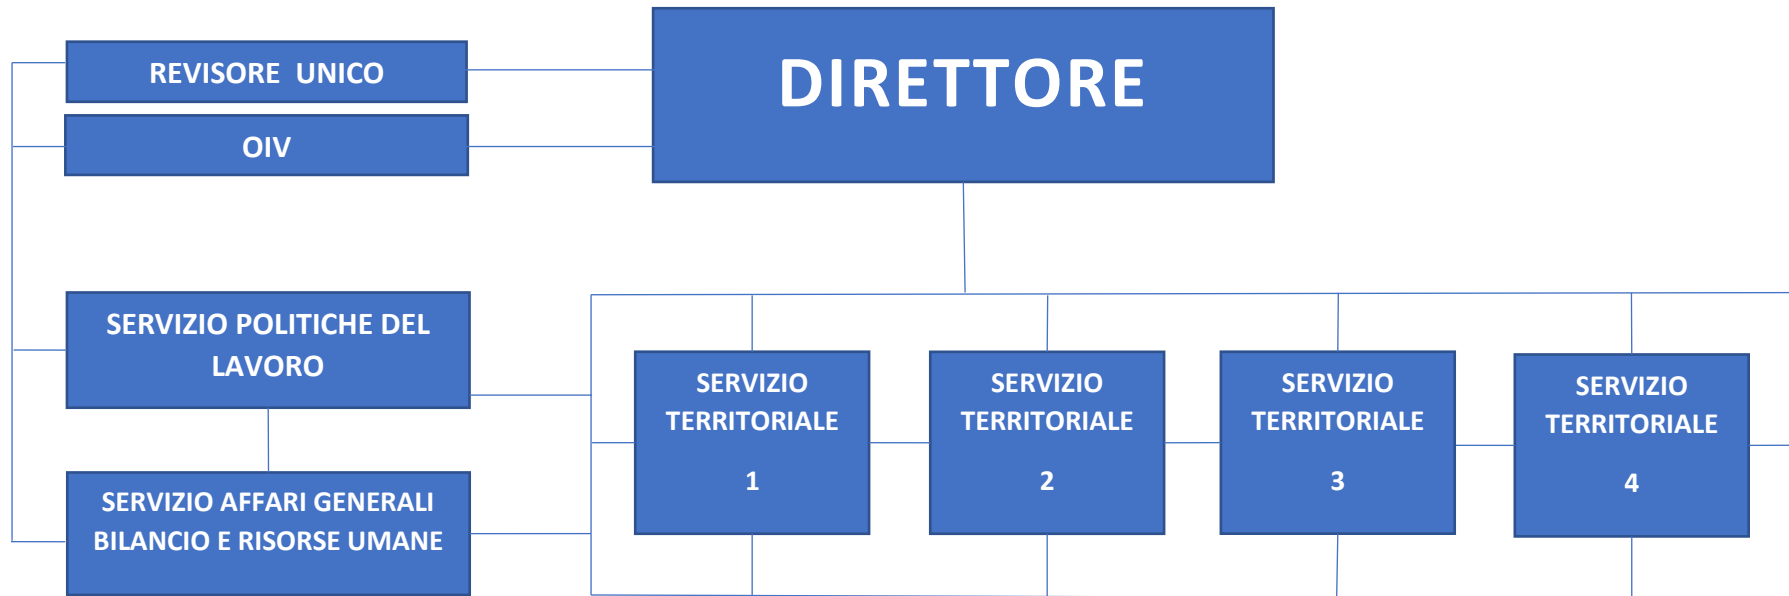 DIRETTORE
REVISORE UNICO
OIV
SERVIZIO POLITICHE DEL
LAVORO
SERVIZIO AFFARI GENERALI
BILANCIO E RISORSE UMANE
SERVIZIO
TERRITORIALE
1
SERVIZIO
TERRITORIALE
2
SERVIZIO
TERRITORIALE
3
SERVIZIO
TERRITORIALE
4